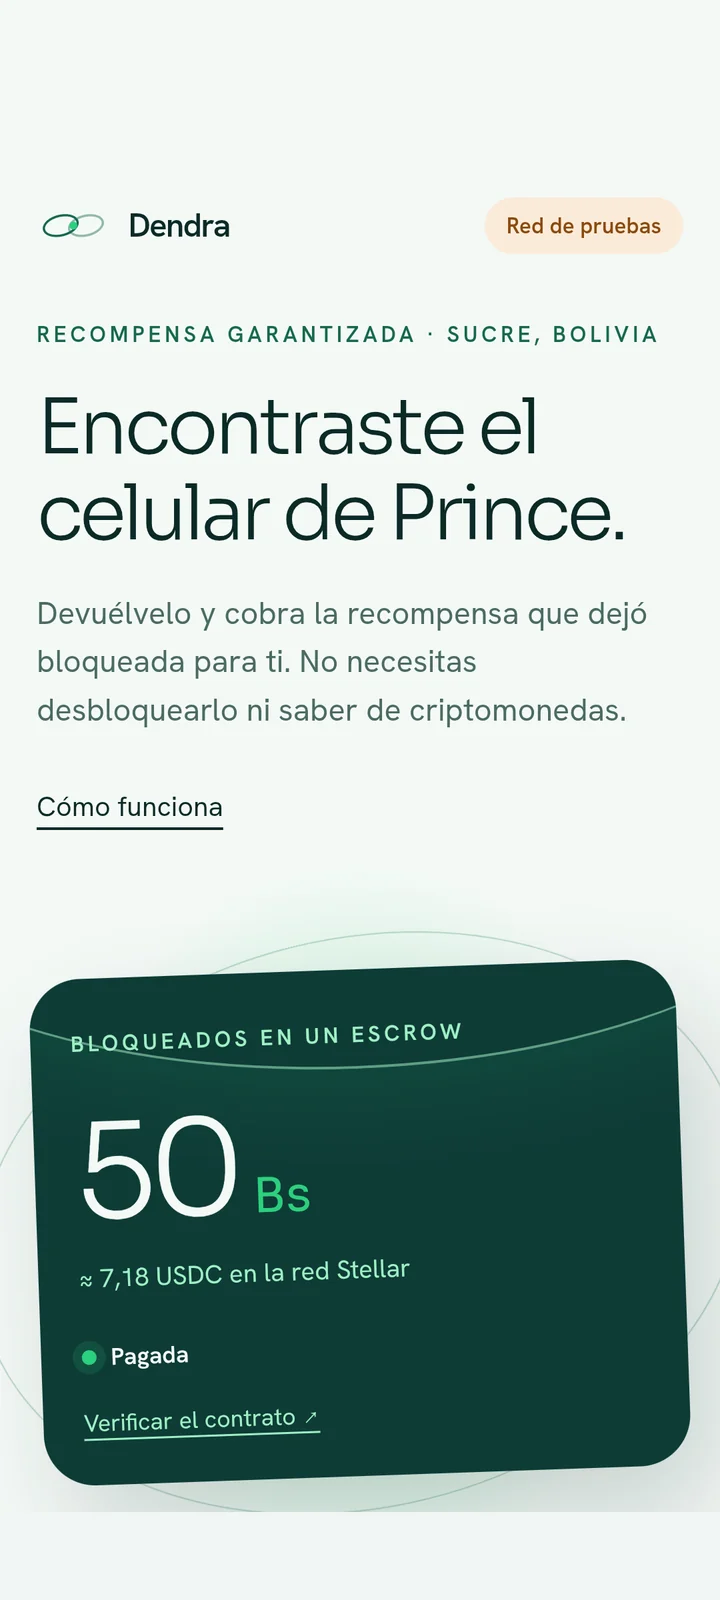 Dendra
Red de pruebas
RECOMPENSA GARANTIZADA · SUCRE, BOLIVIA
Encontraste el
celular de Prince.
Devuélvelo y cobra la recompensa que dejó
bloqueada para ti. No necesitas
desbloquearlo ni saber de criptomonedas.
Cómo funciona
BLOQUEADOS EN UN ESCROW
50 Bs
≈ 7,18 USDC en la red Stellar
Pagada
Verificar el contrato ↗